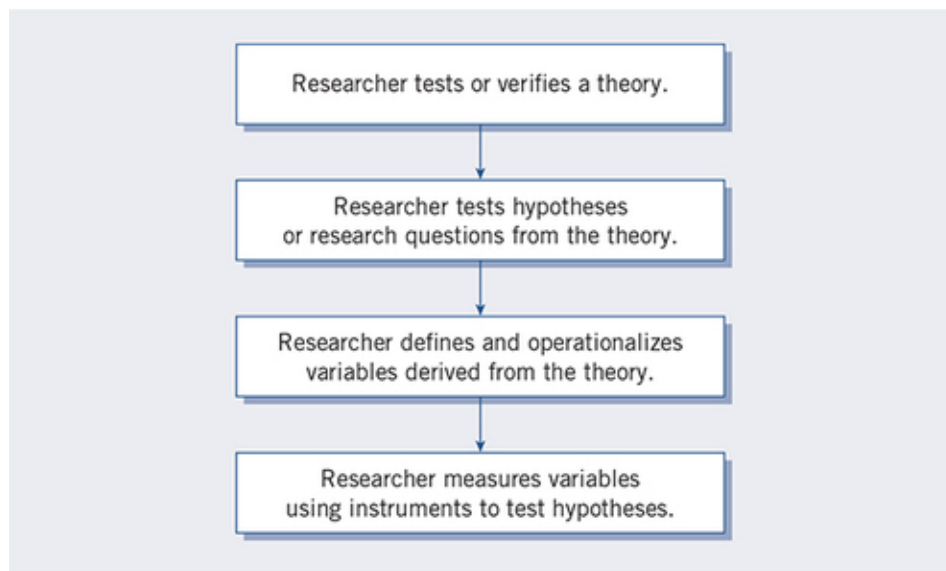 Researcher tests or verifies a theory.
Researcher tests hypotheses
or research questions from the theory.
Researcher defines and operationalizes
variables derived from the theory.
Researcher measures variables
using instruments to test hypotheses.